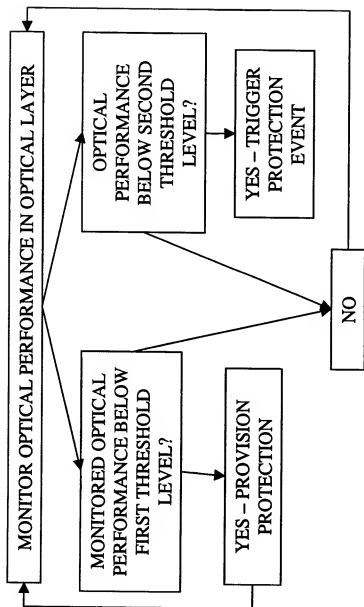 MONITOR OPTICAL PERFORMANCE IN OPTICAL LAYER
MONITORED OPTICAL
PERFORMANCE BELOW
FIRST THRESHOLD
LEVEL?
OPTICAL
PERFORMANCE
BELOW SECOND
THRESHOLD
LEVEL?
YES – PROVISION
PROTECTION
YES – TRIGGER
PROTECTION
EVENT
NO